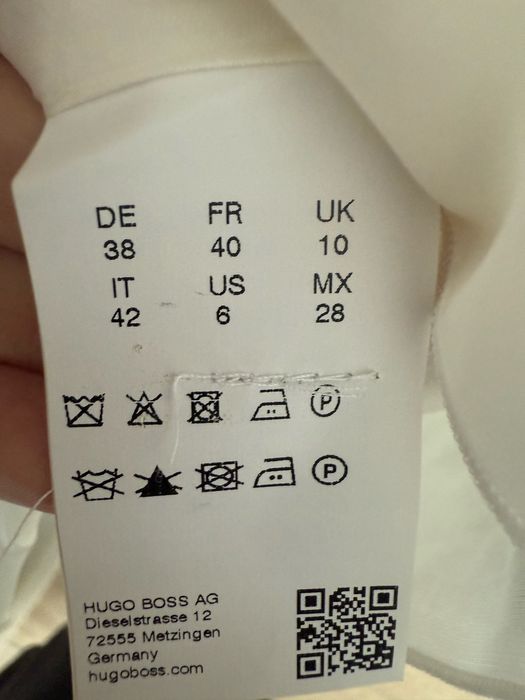 DE FR UK
38 40 10
IT US MX
42 6 28
P
P
HUGO BOSS AG
Dieselstrasse 12
72555 Metzingen
Germany
hugoboss.com